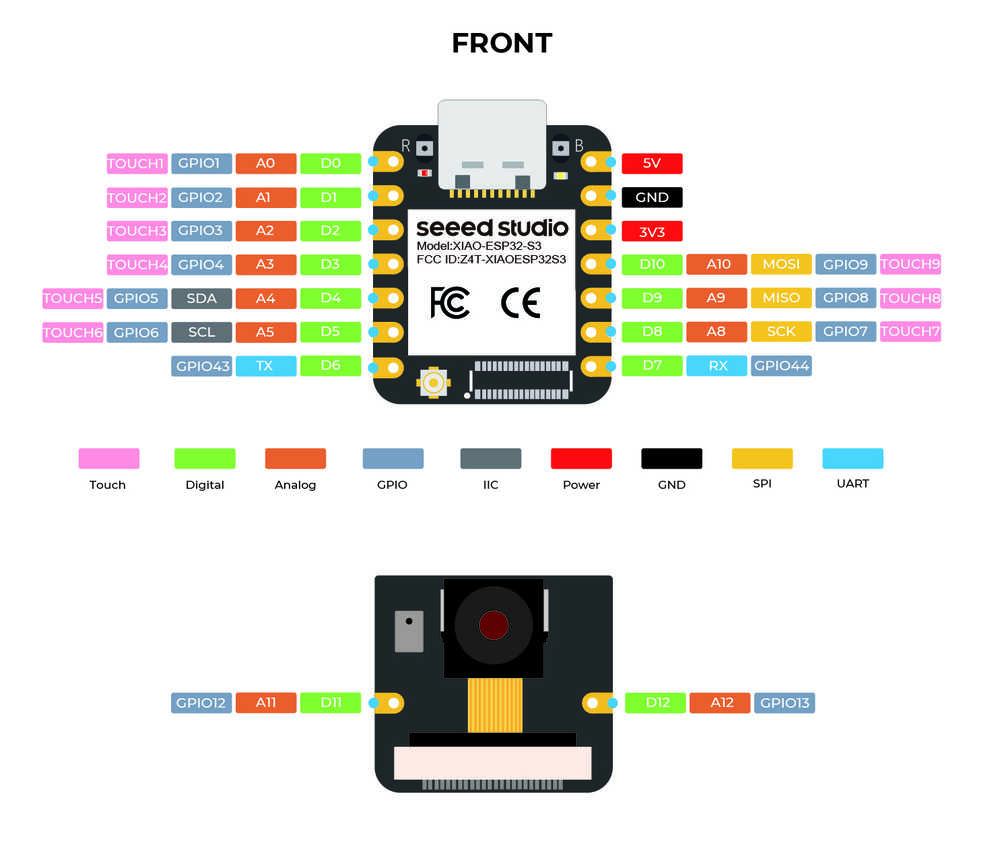 FRONT
R B
TOUCH1 GPIO1 A0 D0 5V
TOUCH2 GPIO2 A1 D1 GND
TOUCH3 GPIO3 A2 D2 seeed studio 3V3
Model:XIAO-ESP32-S3
FCC ID:Z4T-XIAOESP32S3
TOUCH4 GPIO4 A3 D3 D10 A10 MOSI GPIO9 TOUCH9
TOUCH5 GPIO5 SDA A4 D4 FC CE D9 A9 MISO GPIO8 TOUCH8
TOUCH6 GPIO6 SCL A5 D5 D8 A8 SCK GPIO7 TOUCH7
GPIO43 TX D6 D7 RX GPIO44
Touch Digital Analog GPIO IIC Power GND SPI UART
GPIO12 A11 D11 D12 A12 GPIO13